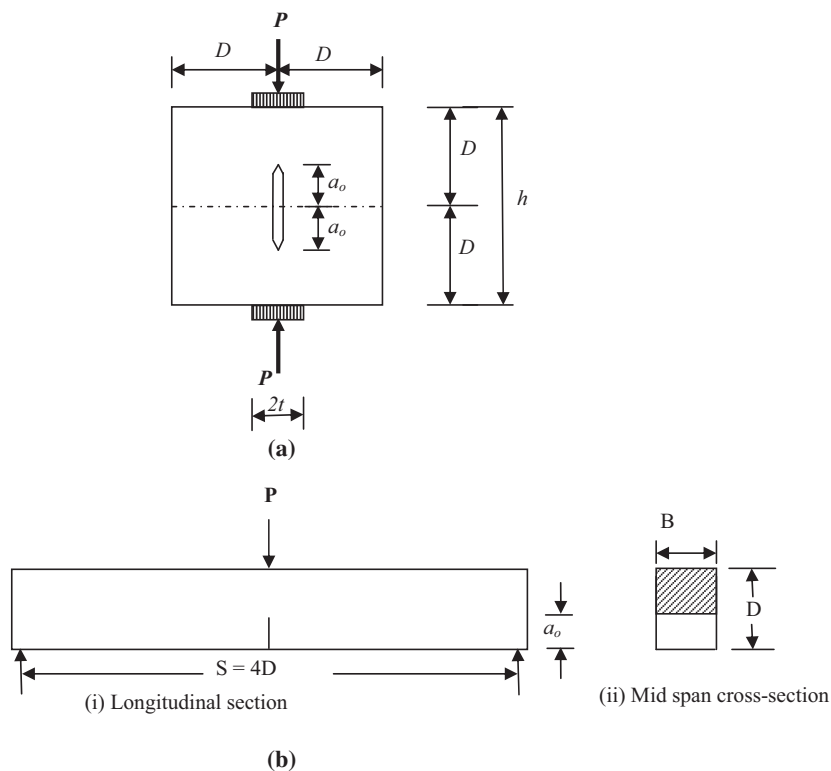 P
D D
D
a_o
h
a_o
D
P
2t
(a)
P
B
a_o
D
S = 4D
(i) Longitudinal section
(ii) Mid span cross-section
(b)